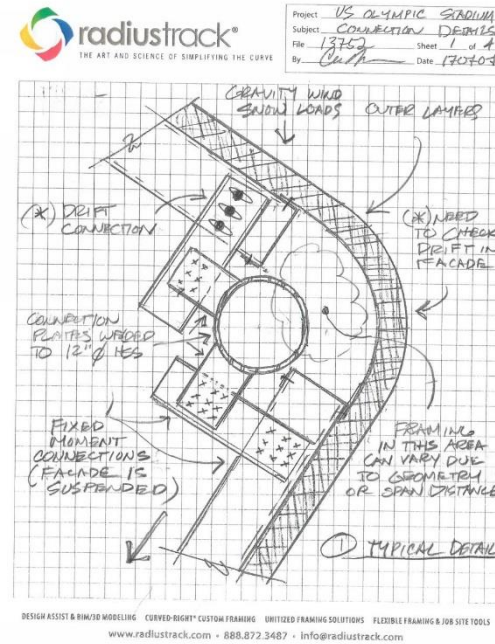 radiustrack®
THE ART AND SCIENCE OF SIMPLIFYING THE CURVE
Project US OLYMPIC STADIUM
Subject CONNECTION DETAILS
File 13752 Sheet 1 of 4
By Date
GRAVITY WIND
SNOW LOADS
OUTER LAYERS
(*) DRIFT
CONNECTION
(*) NEED
TO CHECK
DRIFT IN
FACADE
CONNECTION
PLATES WELDED
TO 12"φ HSS
FIXED
MOMENT
CONNECTIONS
(FACADE IS
SUSPENDED)
FRAMING
IN THIS AREA
CAN VARY DUE
TO GEOMETRY
OR SPAN DISTANCE
1 TYPICAL DETAIL
DESIGN ASSIST & BIM/3D MODELING CURVED-RIGHT® CUSTOM FRAMING UNITIZED FRAMING SOLUTIONS FLEXIBLE FRAMING & JOB SITE TOOLS
www.radiustrack.com • 888.872.3487 • info@radiustrack.com